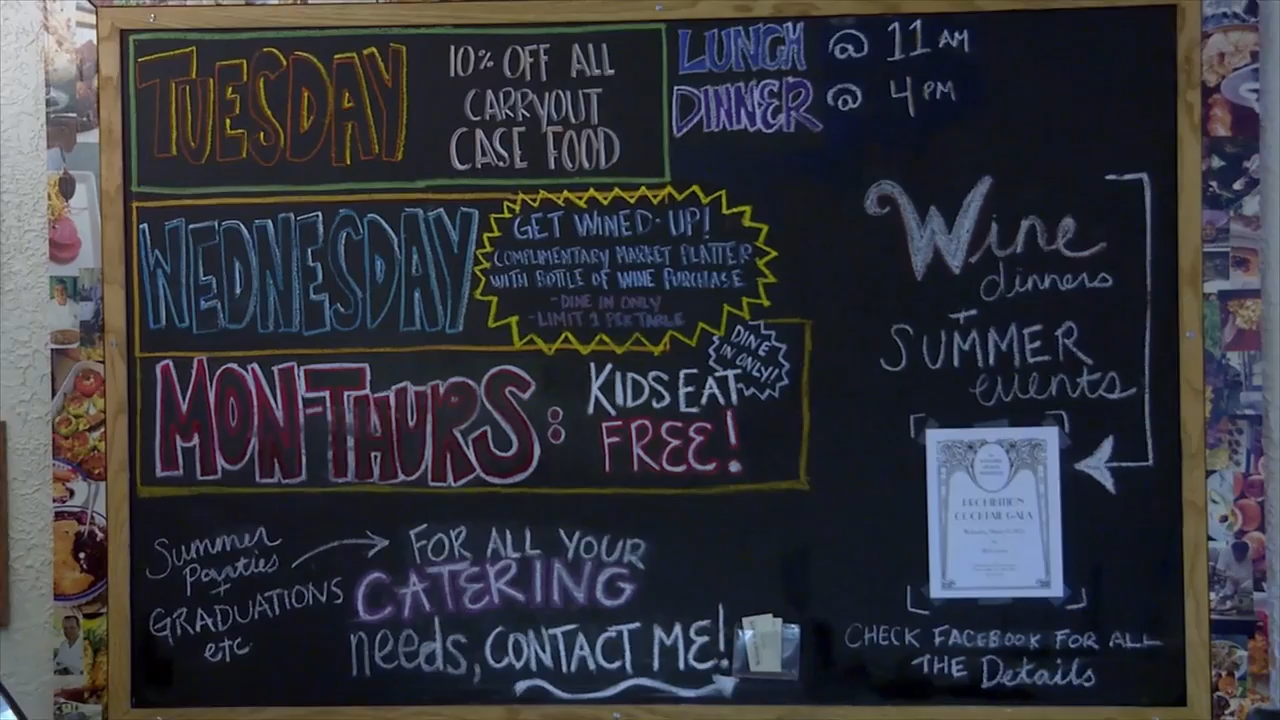 TUESDAY
10% OFF ALL
CARRYOUT
CASE FOOD
LUNCH @ 11 AM
DINNER @ 4 PM
WEDNESDAY
GET WINED-UP!
COMPLIMENTARY MARKET PLATTER
WITH BOTTLE OF WINE PURCHASE
- DINE IN ONLY
- LIMIT 1 PER TABLE
MON-THURS:
KIDS EAT
FREE!
DINE
IN ONLY!
Wine
dinners
+
SUMMER
events
PROHIBITION
COCKTAIL GALA
CHECK FACEBOOK FOR ALL
THE Details
Summer
Parties
+
GRADUATIONS
etc
FOR ALL YOUR
CATERING
needs, CONTACT ME!